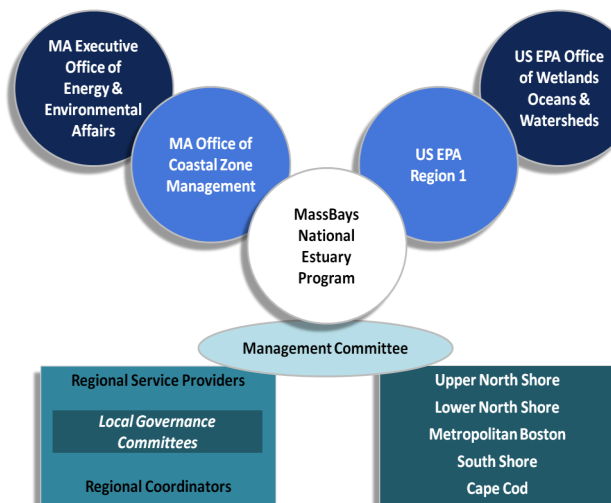 MA Executive
Office of
Energy &
Environmental
Affairs
US EPA Office
of Wetlands
Oceans &
Watersheds
MA Office of
Coastal Zone
Management
US EPA
Region 1
MassBays
National
Estuary
Program
Management Committee
Regional Service Providers
Local Governance
Committees
Regional Coordinators
Upper North Shore
Lower North Shore
Metropolitan Boston
South Shore
Cape Cod